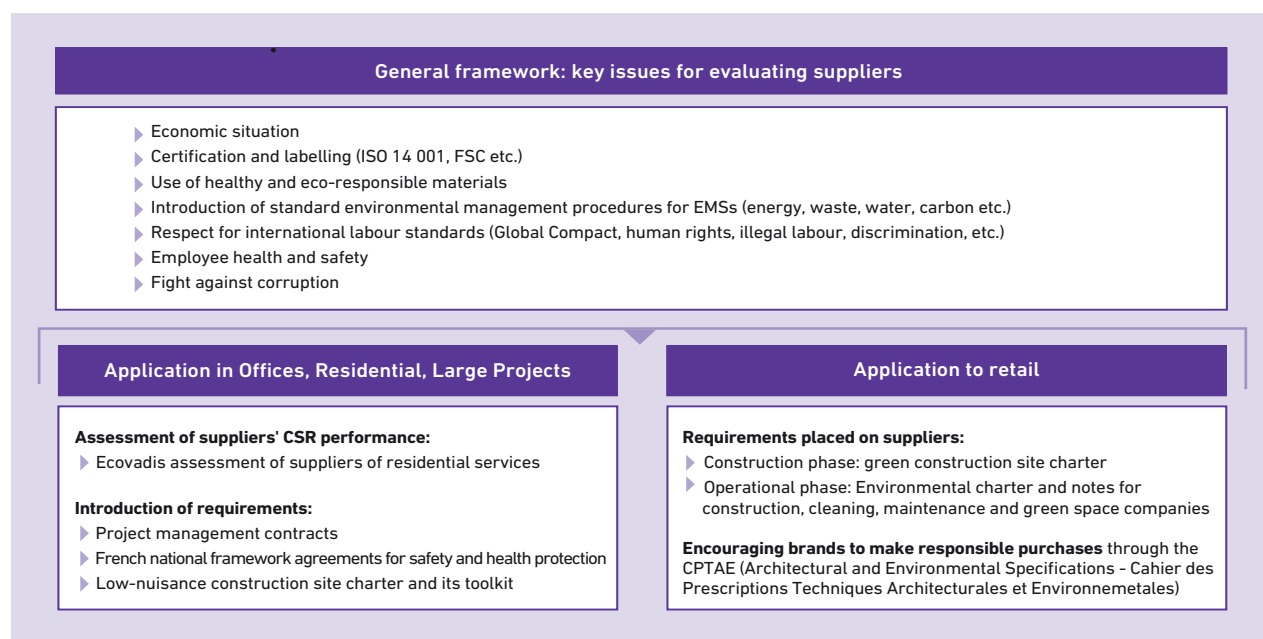 General framework: key issues for evaluating suppliers
Economic situation
Certification and labelling (ISO 14 001, FSC etc.)
Use of healthy and eco-responsible materials
Introduction of standard environmental management procedures for EMSs (energy, waste, water, carbon etc.)
Respect for international labour standards (Global Compact, human rights, illegal labour, discrimination, etc.)
Employee health and safety
Fight against corruption
Application in Offices, Residential, Large Projects
Assessment of suppliers' CSR performance:
Ecovadis assessment of suppliers of residential services
Introduction of requirements:
Project management contracts
French national framework agreements for safety and health protection
Low-nuisance construction site charter and its toolkit
Application to retail
Requirements placed on suppliers:
Construction phase: green construction site charter
Operational phase: Environmental charter and notes for
construction, cleaning, maintenance and green space companies
Encouraging brands to make responsible purchases through the
CPTAE (Architectural and Environmental Specifications - Cahier des
Prescriptions Techniques Architecturales et Environnemetales)